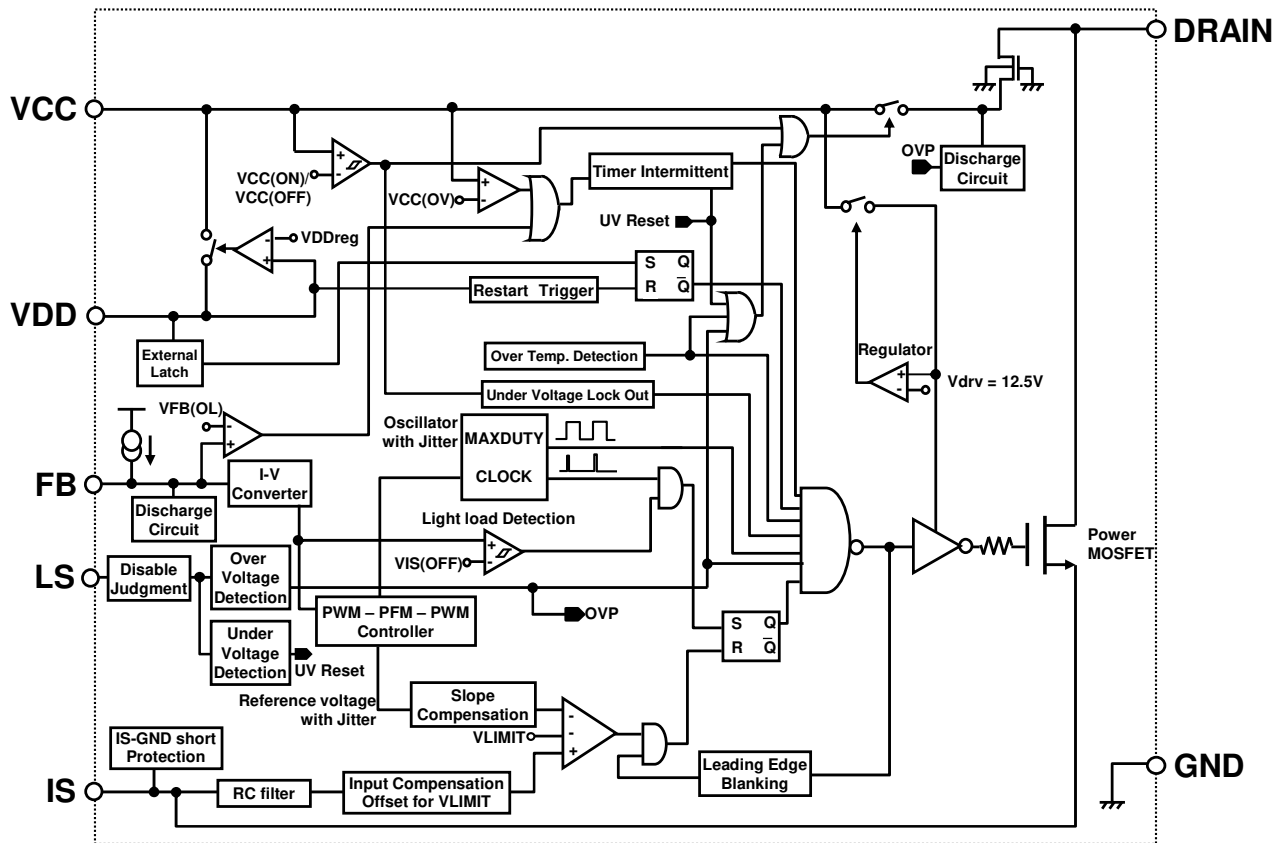 DRAIN
VCC
OVP
Discharge
Circuit
VCC(ON)/
VCC(OFF)
+
-
Timer Intermittent
VCC(OV)
+
-
UV Reset
VDDreg
-
+
S Q
R Q̅
Restart Trigger
VDD
External
Latch
Over Temp. Detection
Regulator
+
-
Vdrv = 12.5V
Under Voltage Lock Out
VFB(OL)
-
+
Oscillator
with Jitter
MAXDUTY
CLOCK
FB
I-V
Converter
Discharge
Circuit
Light load Detection
+
-
VIS(OFF)
Power
MOSFET
LS
Disable
Judgment
Over
Voltage
Detection
PWM – PFM – PWM
Controller
OVP
S Q
R Q̅
Under
Voltage
Detection
UV Reset
Reference voltage
with Jitter
Slope
Compensation
VLIMIT
-
-
+
IS-GND short
Protection
Leading Edge
Blanking
GND
IS
RC filter
Input Compensation
Offset for VLIMIT